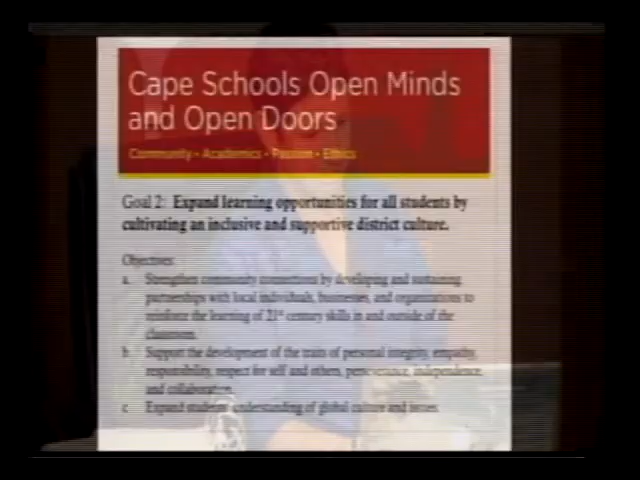 Cape Schools Open Minds
and Open Doors
Community • Academics • Passion • Ethics
Goal 2: Expand learning opportunities for all students by
cultivating an inclusive and supportive district culture.
Objectives:
a. Strengthen community connections by developing and sustaining
partnerships with local individuals, businesses, and organizations to
reinforce the learning of 21st century skills in and outside of the
classroom.
b. Support the development of the traits of personal integrity, empathy,
responsibility, respect for self and others, perseverance, independence,
and collaboration.
c. Expand students' understanding of global culture and issues.